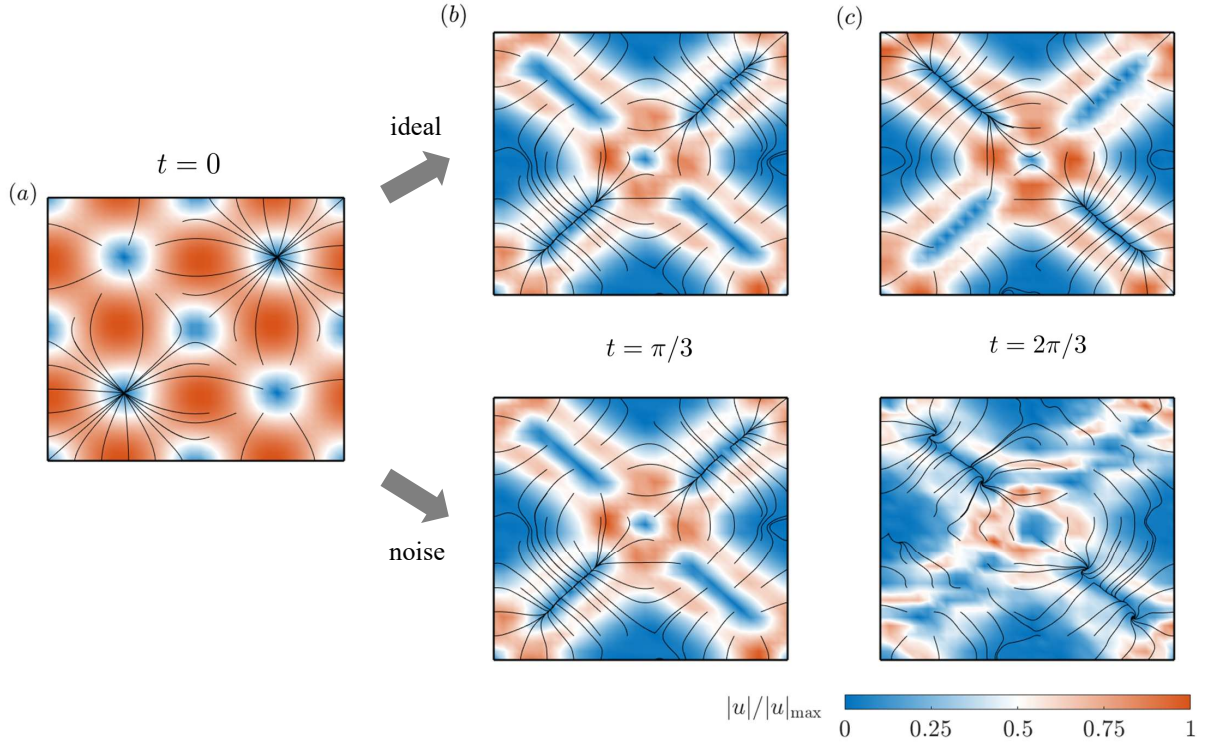 (b)
(c)
ideal
t = 0
(a)
t = π/3
t = 2π/3
noise
|u|/|u|max
0 0.25 0.5 0.75 1